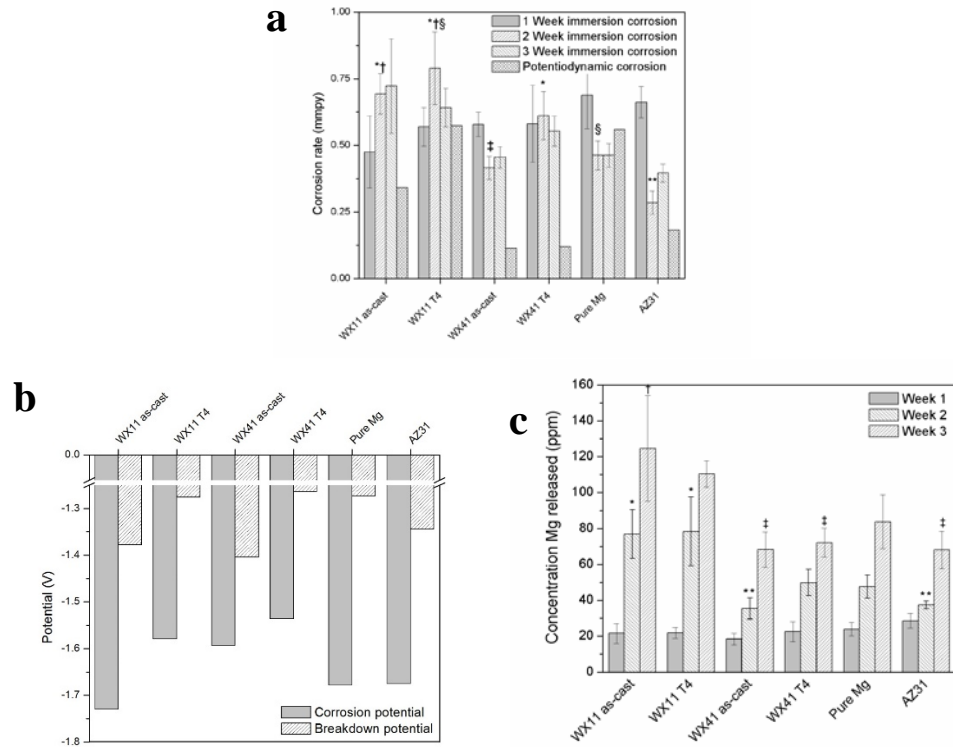 a
1 Week immersion corrosion
2 Week immersion corrosion
3 Week immersion corrosion
Potentiodynamic corrosion
*†§
*†
‡
*
§
**
Corrosion rate (mmpy)
1.00
0.75
0.50
0.25
0.00
WX11 as-cast
WX11 T4
WX41 as-cast
WX41 T4
Pure Mg
AZ31
b
WX11 as-cast
WX11 T4
WX41 as-cast
WX41 T4
Pure Mg
AZ31
Potential (V)
0.0
-1.3
-1.4
-1.5
-1.6
-1.7
-1.8
Corrosion potential
Breakdown potential
c
Week 1
Week 2
Week 3
†
*
*
**
‡
‡
**
‡
Concentration Mg released (ppm)
160
140
120
100
80
60
40
20
0
WX11 as-cast
WX11 T4
WX41 as-cast
WX41 T4
Pure Mg
AZ31